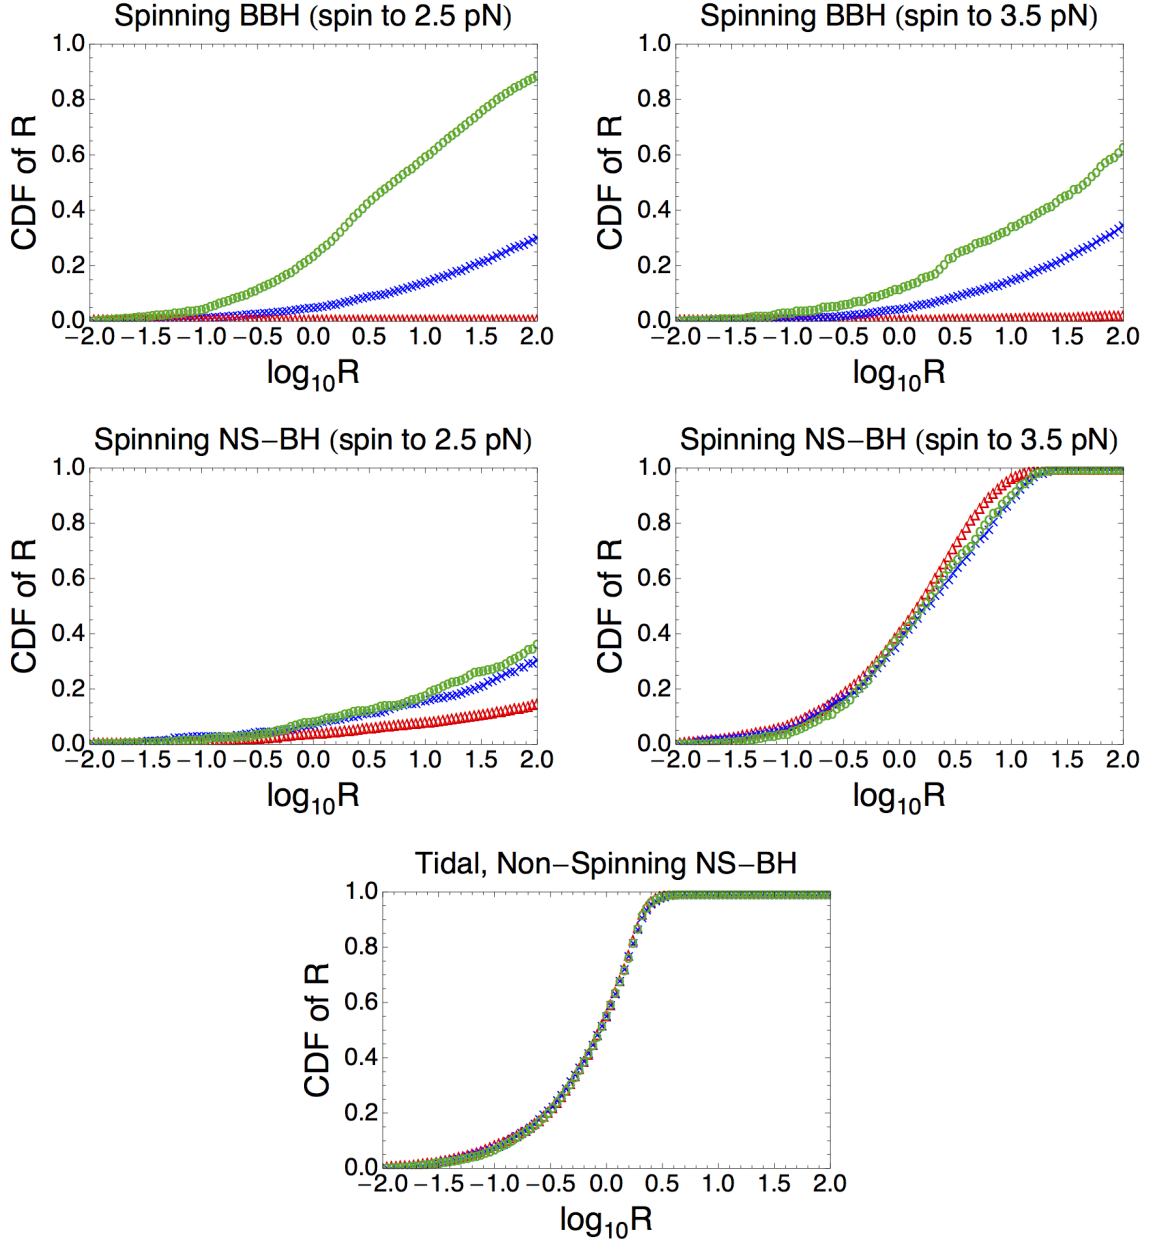 Spinning BBH (spin to 2.5 pN)
1.0
0.8
0.6
0.4
0.2
0.0
CDF of R
−2.0 −1.5 −1.0 −0.5 0.0 0.5 1.0 1.5 2.0
log10R
Spinning BBH (spin to 3.5 pN)
1.0
0.8
0.6
0.4
0.2
0.0
CDF of R
−2.0 −1.5 −1.0 −0.5 0.0 0.5 1.0 1.5 2.0
log10R
Spinning NS−BH (spin to 2.5 pN)
1.0
0.8
0.6
0.4
0.2
0.0
CDF of R
−2.0 −1.5 −1.0 −0.5 0.0 0.5 1.0 1.5 2.0
log10R
Spinning NS−BH (spin to 3.5 pN)
1.0
0.8
0.6
0.4
0.2
0.0
CDF of R
−2.0 −1.5 −1.0 −0.5 0.0 0.5 1.0 1.5 2.0
log10R
Tidal, Non−Spinning NS−BH
1.0
0.8
0.6
0.4
0.2
0.0
CDF of R
−2.0 −1.5 −1.0 −0.5 0.0 0.5 1.0 1.5 2.0
log10R